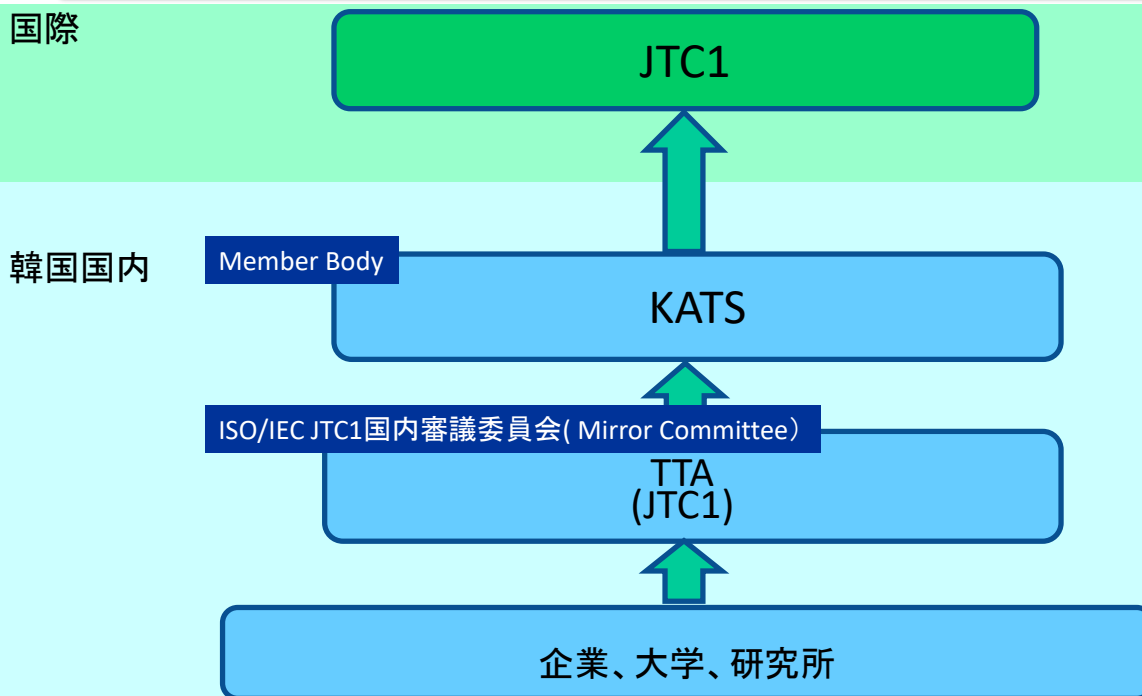 国際
JTC1
韓国国内
Member Body
KATS
ISO/IEC JTC1国内審議委員会( Mirror Committee）
TTA
(JTC1)
企業、大学、研究所